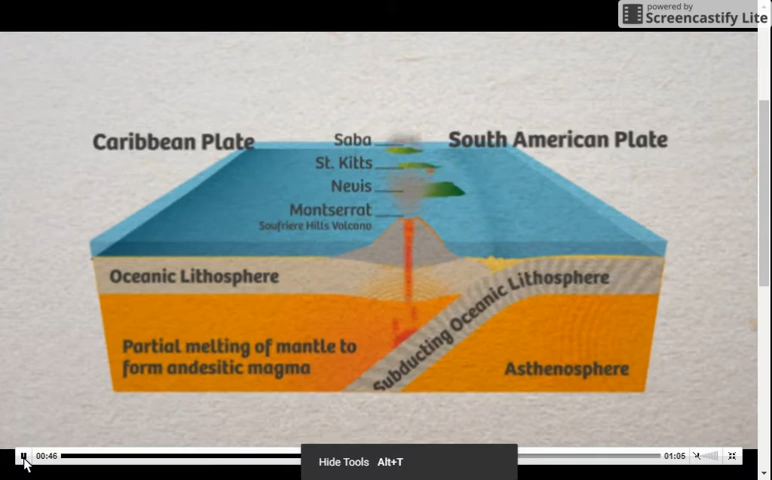 powered by
Screencastify Lite
Caribbean Plate
South American Plate
Saba
St. Kitts
Nevis
Montserrat
Soufriere Hills Volcano
Oceanic Lithosphere
Subducting Oceanic Lithosphere
Partial melting of mantle to
form andesitic magma
Asthenosphere
00:46
01:05
Hide Tools Alt+T